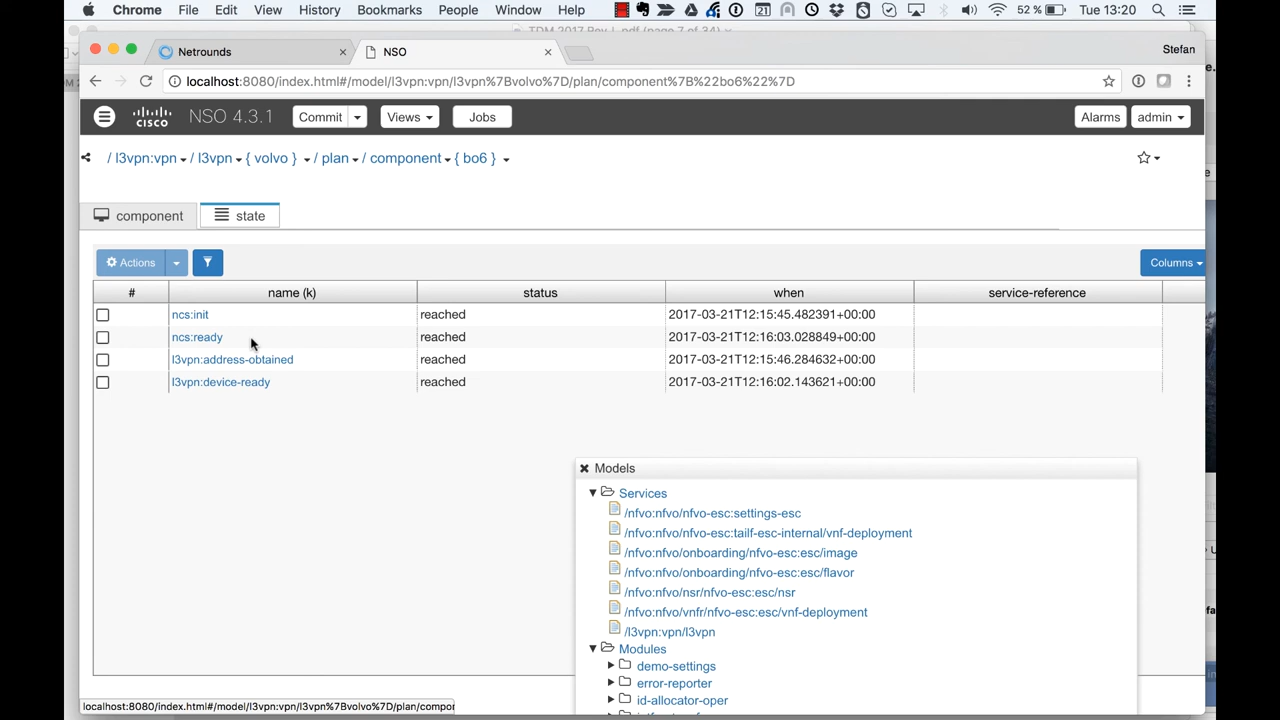 Chrome File Edit View History Bookmarks People Window Help 52 % Tue 13:20
Netrounds NSO Stefan
localhost:8080/index.html#/model/l3vpn:vpn/l3vpn%7Bvolvo%7D/plan/component%7B%22bo6%22%7D
cisco NSO 4.3.1 Commit Views Jobs Alarms admin
/ l3vpn:vpn / l3vpn { volvo } / plan / component { bo6 }
component state
Actions Columns
# name (k) status when service-reference
ncs:init reached 2017-03-21T12:15:45.482391+00:00
ncs:ready reached 2017-03-21T12:16:03.028849+00:00
l3vpn:address-obtained reached 2017-03-21T12:15:46.284632+00:00
l3vpn:device-ready reached 2017-03-21T12:16:02.143621+00:00
Models
Services
/nfvo:nfvo/nfvo-esc:settings-esc
/nfvo:nfvo/nfvo-esc:tailf-esc-internal/vnf-deployment
/nfvo:nfvo/onboarding/nfvo-esc:esc/image
/nfvo:nfvo/onboarding/nfvo-esc:esc/flavor
/nfvo:nfvo/nsr/nfvo-esc:esc/nsr
/nfvo:nfvo/vnfr/nfvo-esc:esc/vnf-deployment
/l3vpn:vpn/l3vpn
Modules
demo-settings
error-reporter
id-allocator-oper
localhost:8080/index.html#/model/l3vpn:vpn/l3vpn%7Bvolvo%7D/plan/compor